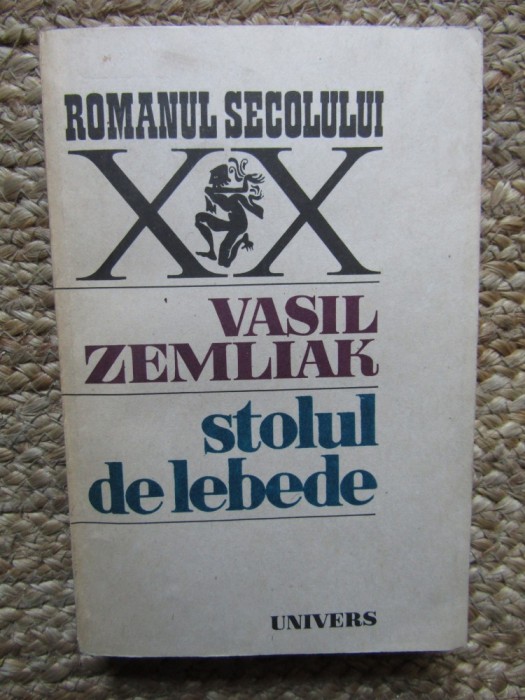 ROMANUL SECOLULUI
XX
VASIL
ZEMLIAK
stolul
de lebede
UNIVERS